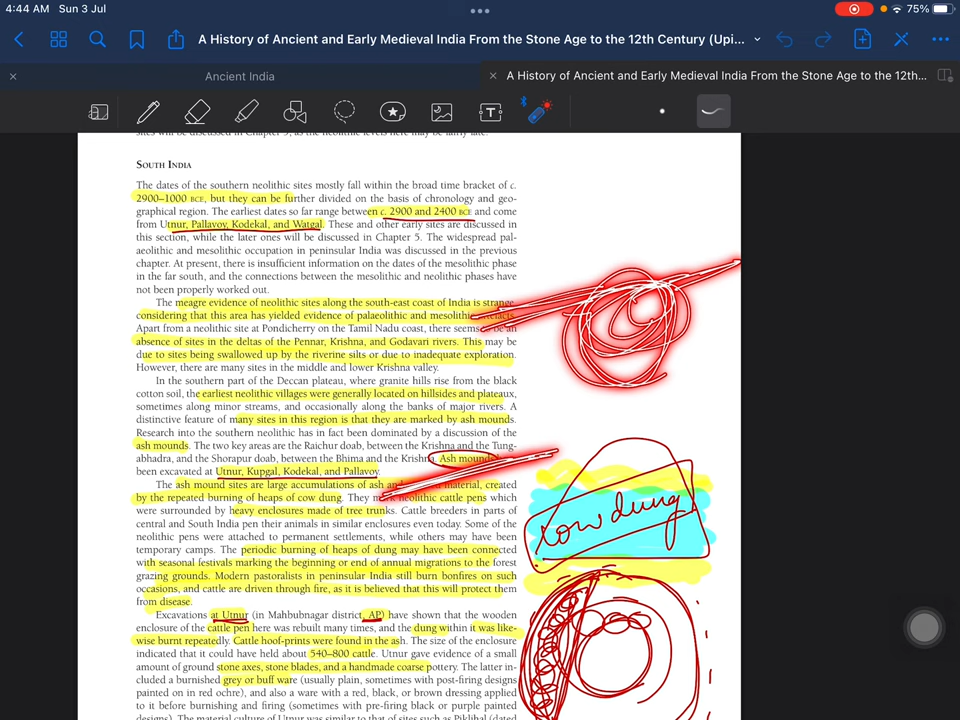 4:44 AM Sun 3 Jul
75%
A History of Ancient and Early Medieval India From the Stone Age to the 12th Century (Upi...
Ancient India
A History of Ancient and Early Medieval India From the Stone Age to the 12th...
SOUTH INDIA
The dates of the southern neolithic sites mostly fall within the broad time bracket of c.
2900–1000 BCE, but they can be further divided on the basis of chronology and geo-
graphical region. The earliest dates so far range between c. 2900 and 2400 BCE and come
from Utnur, Pallavoy, Kodekal, and Watgal. These and other early sites are discussed in
this section, while the later ones will be discussed in Chapter 5. The widespread pal-
aeolithic and mesolithic occupation in peninsular India was discussed in the previous
chapter. At present, there is insufficient information on the dates of the mesolithic phase
in the far south, and the connections between the mesolithic and neolithic phases have
not been properly worked out.
The meagre evidence of neolithic sites along the south-east coast of India is strange,
considering that this area has yielded evidence of palaeolithic and mesolithic artefacts.
Apart from a neolithic site at Pondicherry on the Tamil Nadu coast, there seems to be an
absence of sites in the deltas of the Pennar, Krishna, and Godavari rivers. This may be
due to sites being swallowed up by the riverine silts or due to inadequate exploration.
However, there are many sites in the middle and lower Krishna valley.
In the southern part of the Deccan plateau, where granite hills rise from the black
cotton soil, the earliest neolithic villages were generally located on hillsides and plateaux,
sometimes along minor streams, and occasionally along the banks of major rivers. A
distinctive feature of many sites in this region is that they are marked by ash mounds.
Research into the southern neolithic has in fact been dominated by a discussion of the
ash mounds. The two key areas are the Raichur doab, between the Krishna and the Tung-
abhadra, and the Shorapur doab, between the Bhima and the Krishna. Ash mounds
been excavated at Utnur, Kupgal, Kodekal, and Pallavoy.
The ash mound sites are large accumulations of ash and material, created
by the repeated burning of heaps of cow dung. They neolithic cattle pens which
were surrounded by heavy enclosures made of tree trunks. Cattle breeders in parts of
central and South India pen their animals in similar enclosures even today. Some of the
neolithic pens were attached to permanent settlements, while others may have been
temporary camps. The periodic burning of heaps of dung may have been connected
with seasonal festivals marking the beginning or end of annual migrations to the forest
grazing grounds. Modern pastoralists in peninsular India still burn bonfires on such
occasions, and cattle are driven through fire, as it is believed that this will protect them
from disease.
Excavations at Utnur (in Mahbubnagar district, AP) have shown that the wooden
enclosure of the cattle pen here was rebuilt many times, and the dung within it was like-
wise burnt repeatedly. Cattle hoof-prints were found in the ash. The size of the enclosure
indicated that it could have held about 540–800 cattle. Utnur gave evidence of a small
amount of ground stone axes, stone blades, and a handmade coarse pottery. The latter in-
cluded a burnished grey or buff ware (usually plain, sometimes with post-firing designs
painted on in red ochre), and also a ware with a red, black, or brown dressing applied
to it before burnishing and firing (sometimes with pre-firing black or purple painted
designs). The material culture of Utnur was similar to that of sites such as Piklihal (dated
cow dung